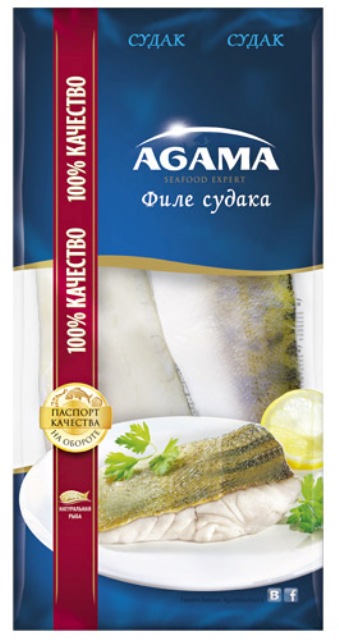 СУДАК СУДАК
AGAMA
SEAFOOD EXPERT
Филе судака
100% КАЧЕСТВО
100% КАЧЕСТВО
ПАСПОРТ
КАЧЕСТВА
НА ОБОРОТЕ
НАТУРАЛЬНАЯ
РЫБА
B f